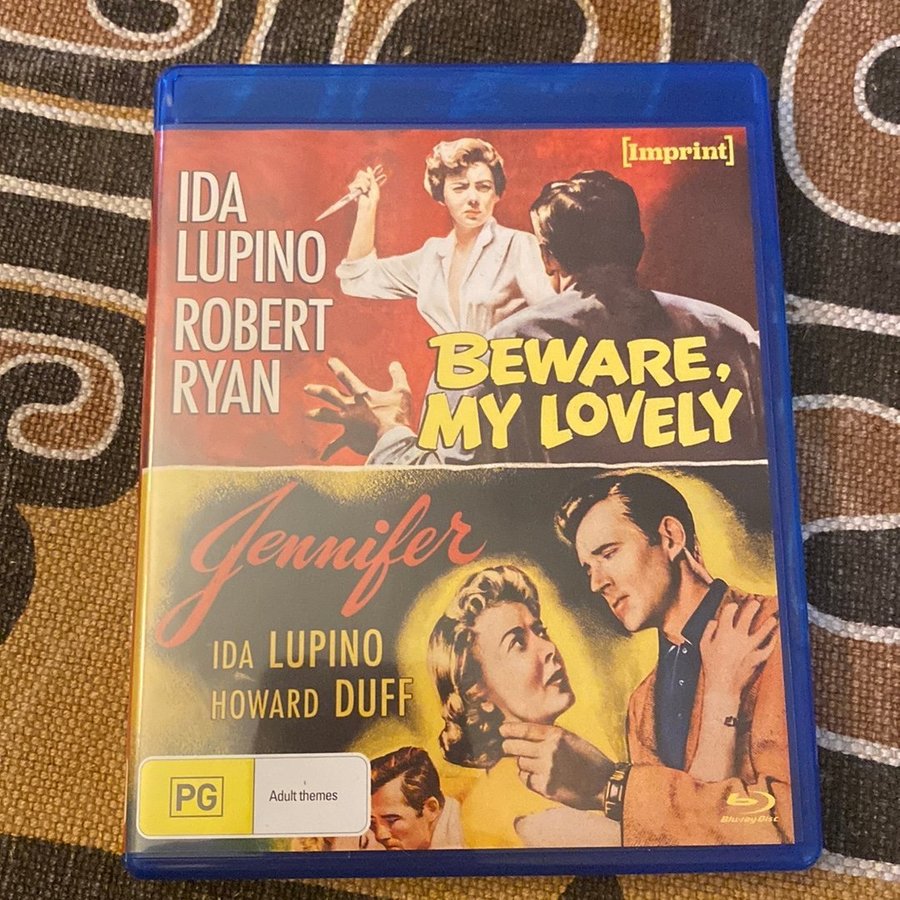 [Imprint]
IDA
LUPINO
ROBERT
RYAN
BEWARE,
MY LOVELY
Jennifer
IDA LUPINO
HOWARD DUFF
PG
Adult themes
Blu-ray Disc